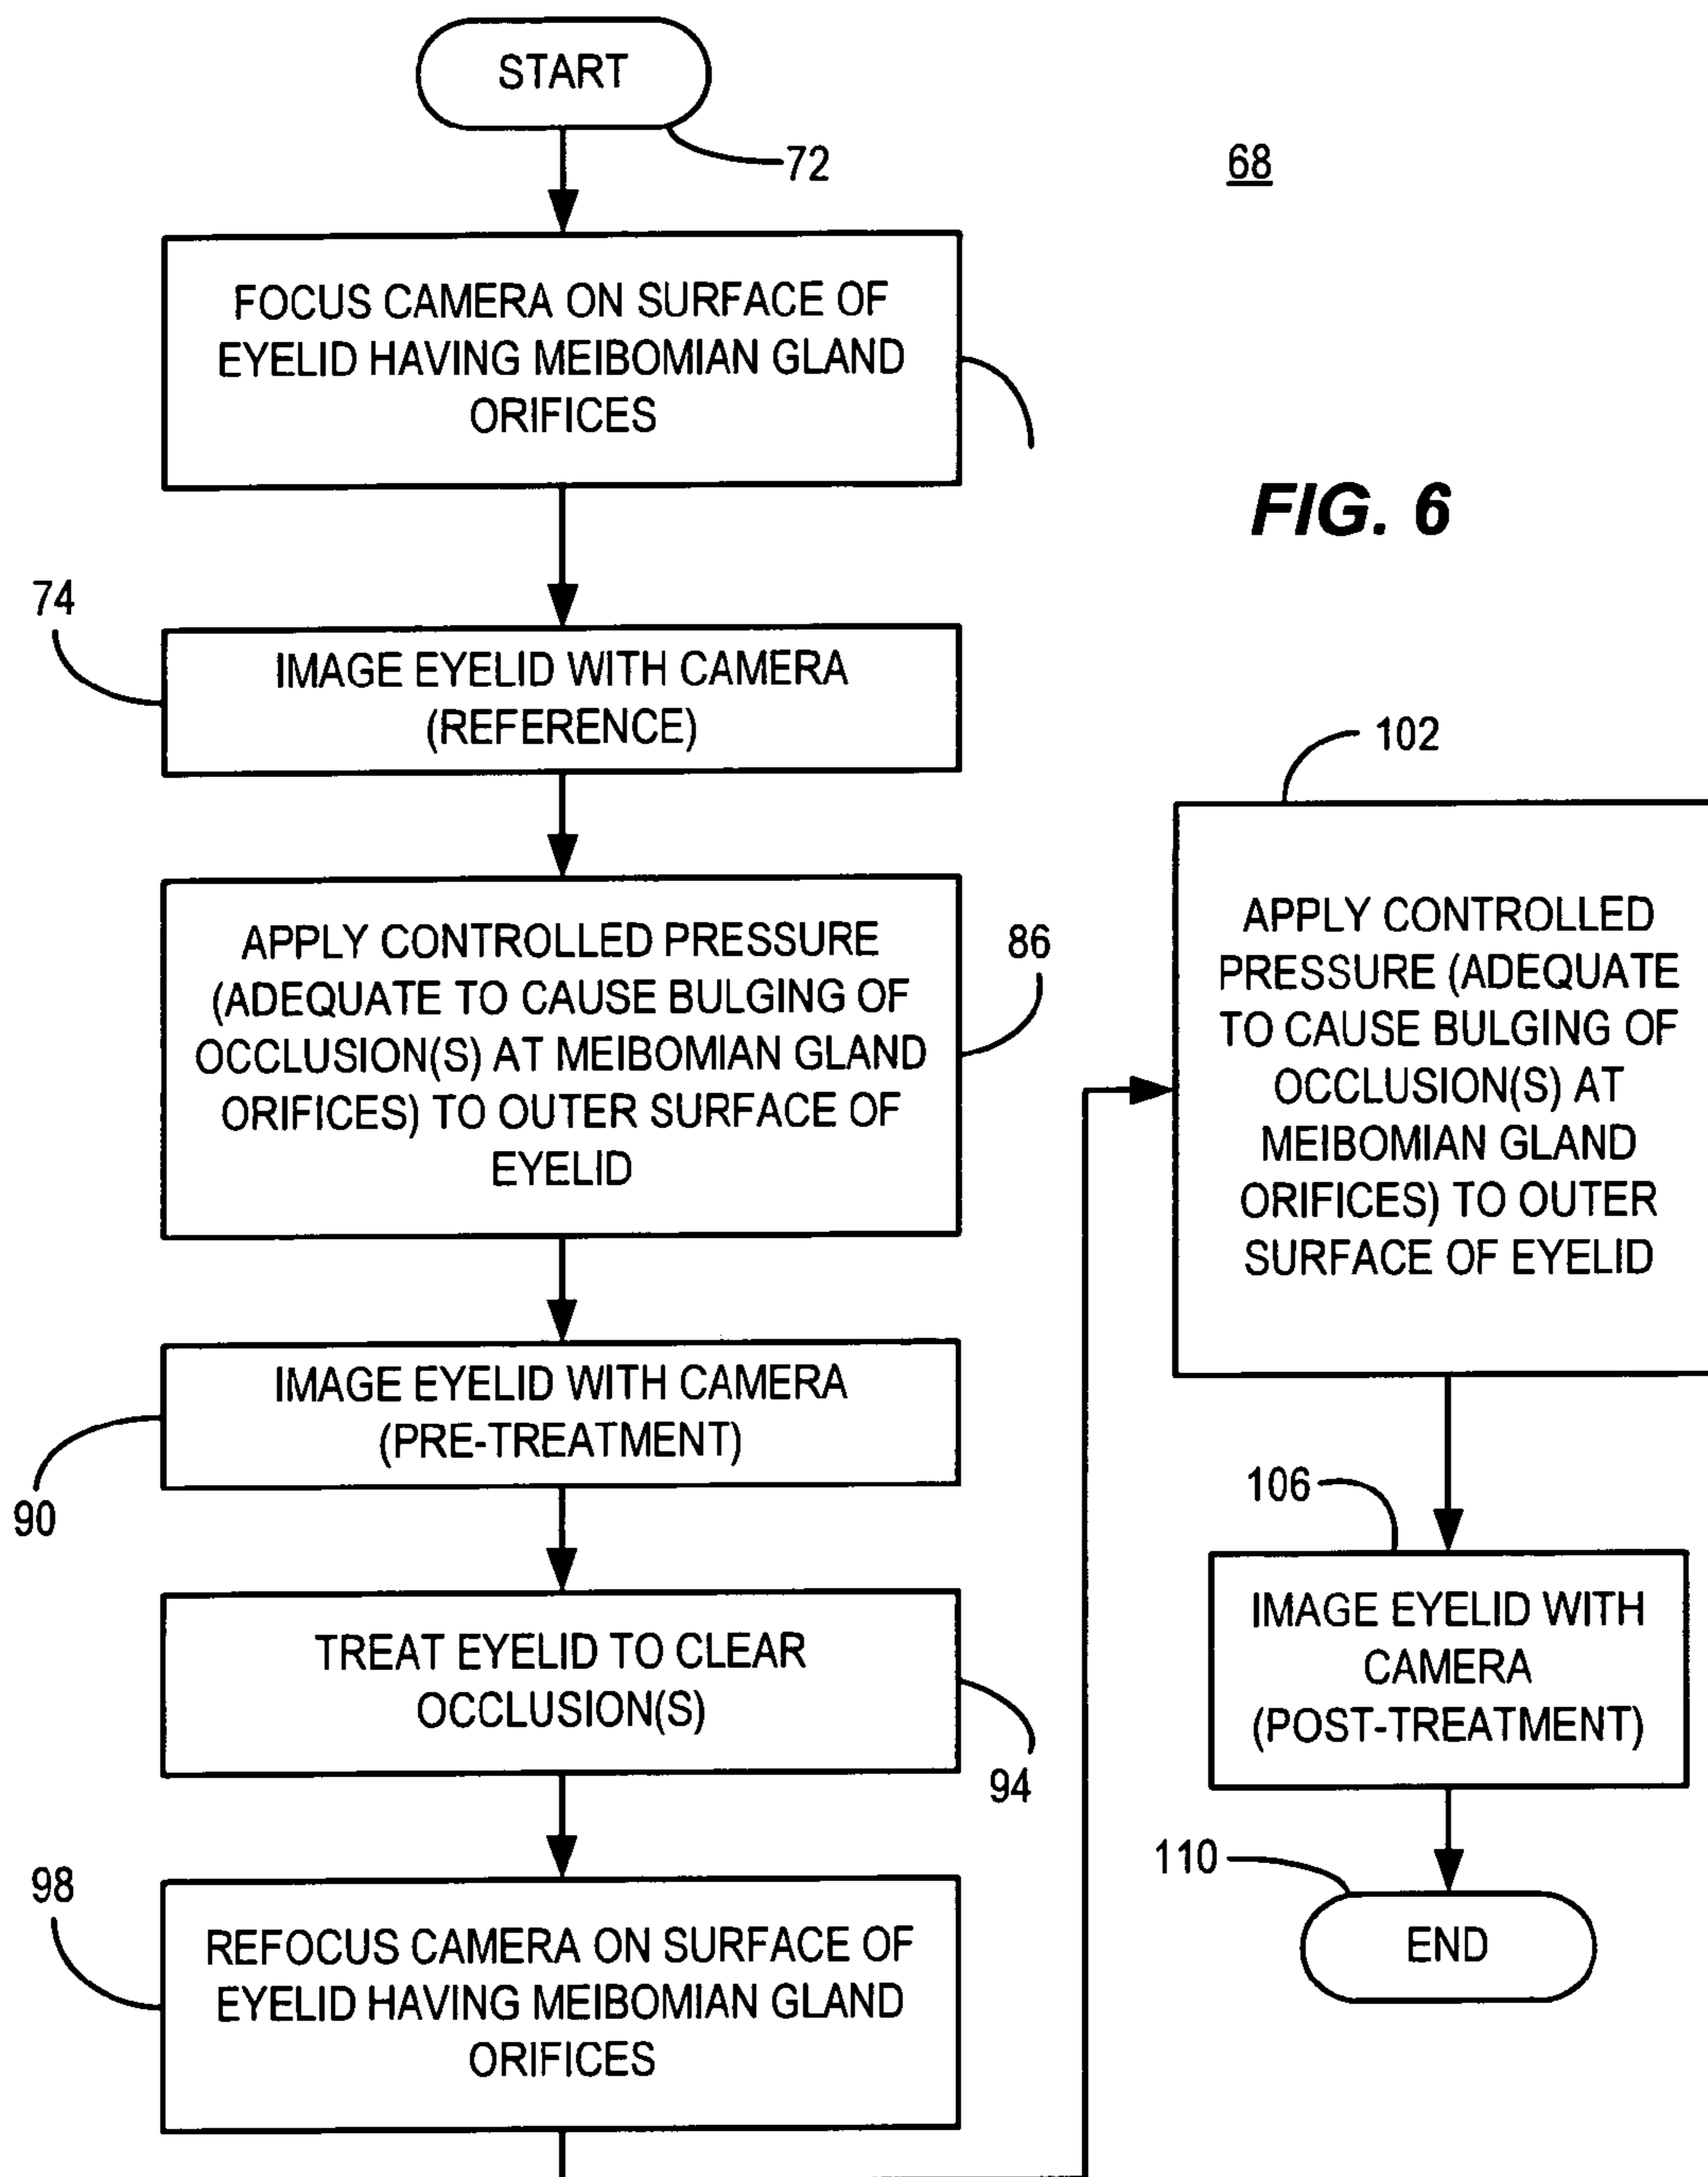 START
72
68
FOCUS CAMERA ON SURFACE OF
EYELID HAVING MEIBOMIAN GLAND
ORIFICES
FIG. 6
74
IMAGE EYELID WITH CAMERA
(REFERENCE)
APPLY CONTROLLED PRESSURE
(ADEQUATE TO CAUSE BULGING OF
OCCLUSION(S) AT MEIBOMIAN GLAND
ORIFICES) TO OUTER SURFACE OF
EYELID
86
IMAGE EYELID WITH CAMERA
(PRE-TREATMENT)
90
TREAT EYELID TO CLEAR
OCCLUSION(S)
94
98
REFOCUS CAMERA ON SURFACE OF
EYELID HAVING MEIBOMIAN GLAND
ORIFICES
102
APPLY CONTROLLED
PRESSURE (ADEQUATE
TO CAUSE BULGING OF
OCCLUSION(S) AT
MEIBOMIAN GLAND
ORIFICES) TO OUTER
SURFACE OF EYELID
106
IMAGE EYELID WITH
CAMERA
(POST-TREATMENT)
110
END